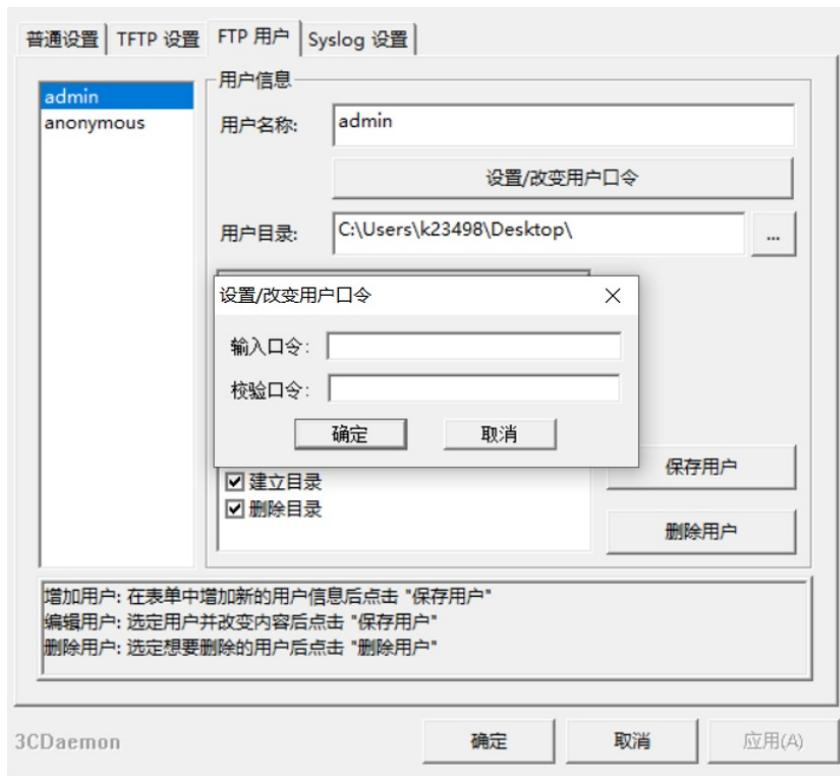 普通设置 TFTP 设置 FTP 用户 Syslog 设置
admin
anonymous
用户信息
用户名称: admin
设置/改变用户口令
用户目录: C:\Users\k23498\Desktop\ ...
设置/改变用户口令
输入口令:
校验口令:
确定 取消
建立目录
删除目录
保存用户
删除用户
增加用户: 在表单中增加新的用户信息后点击 "保存用户"
编辑用户: 选定用户并改变内容后点击 "保存用户"
删除用户: 选定想要删除的用户后点击 "删除用户"
3CDaemon 确定 取消 应用(A)